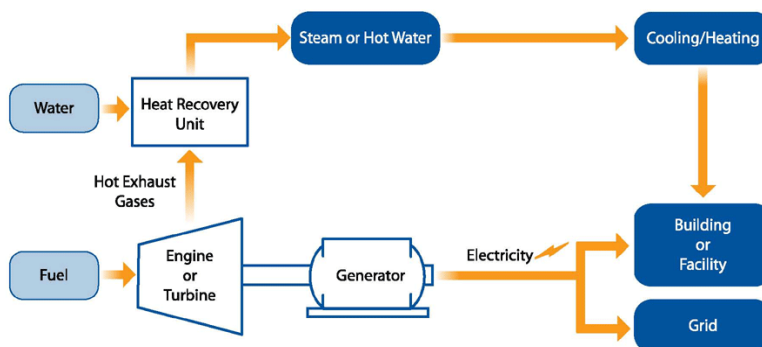 Steam or Hot Water
Cooling/Heating
Water
Heat Recovery
Unit
Hot Exhaust
Gases
Fuel
Engine
or
Turbine
Generator
Electricity
Building
or
Facility
Grid